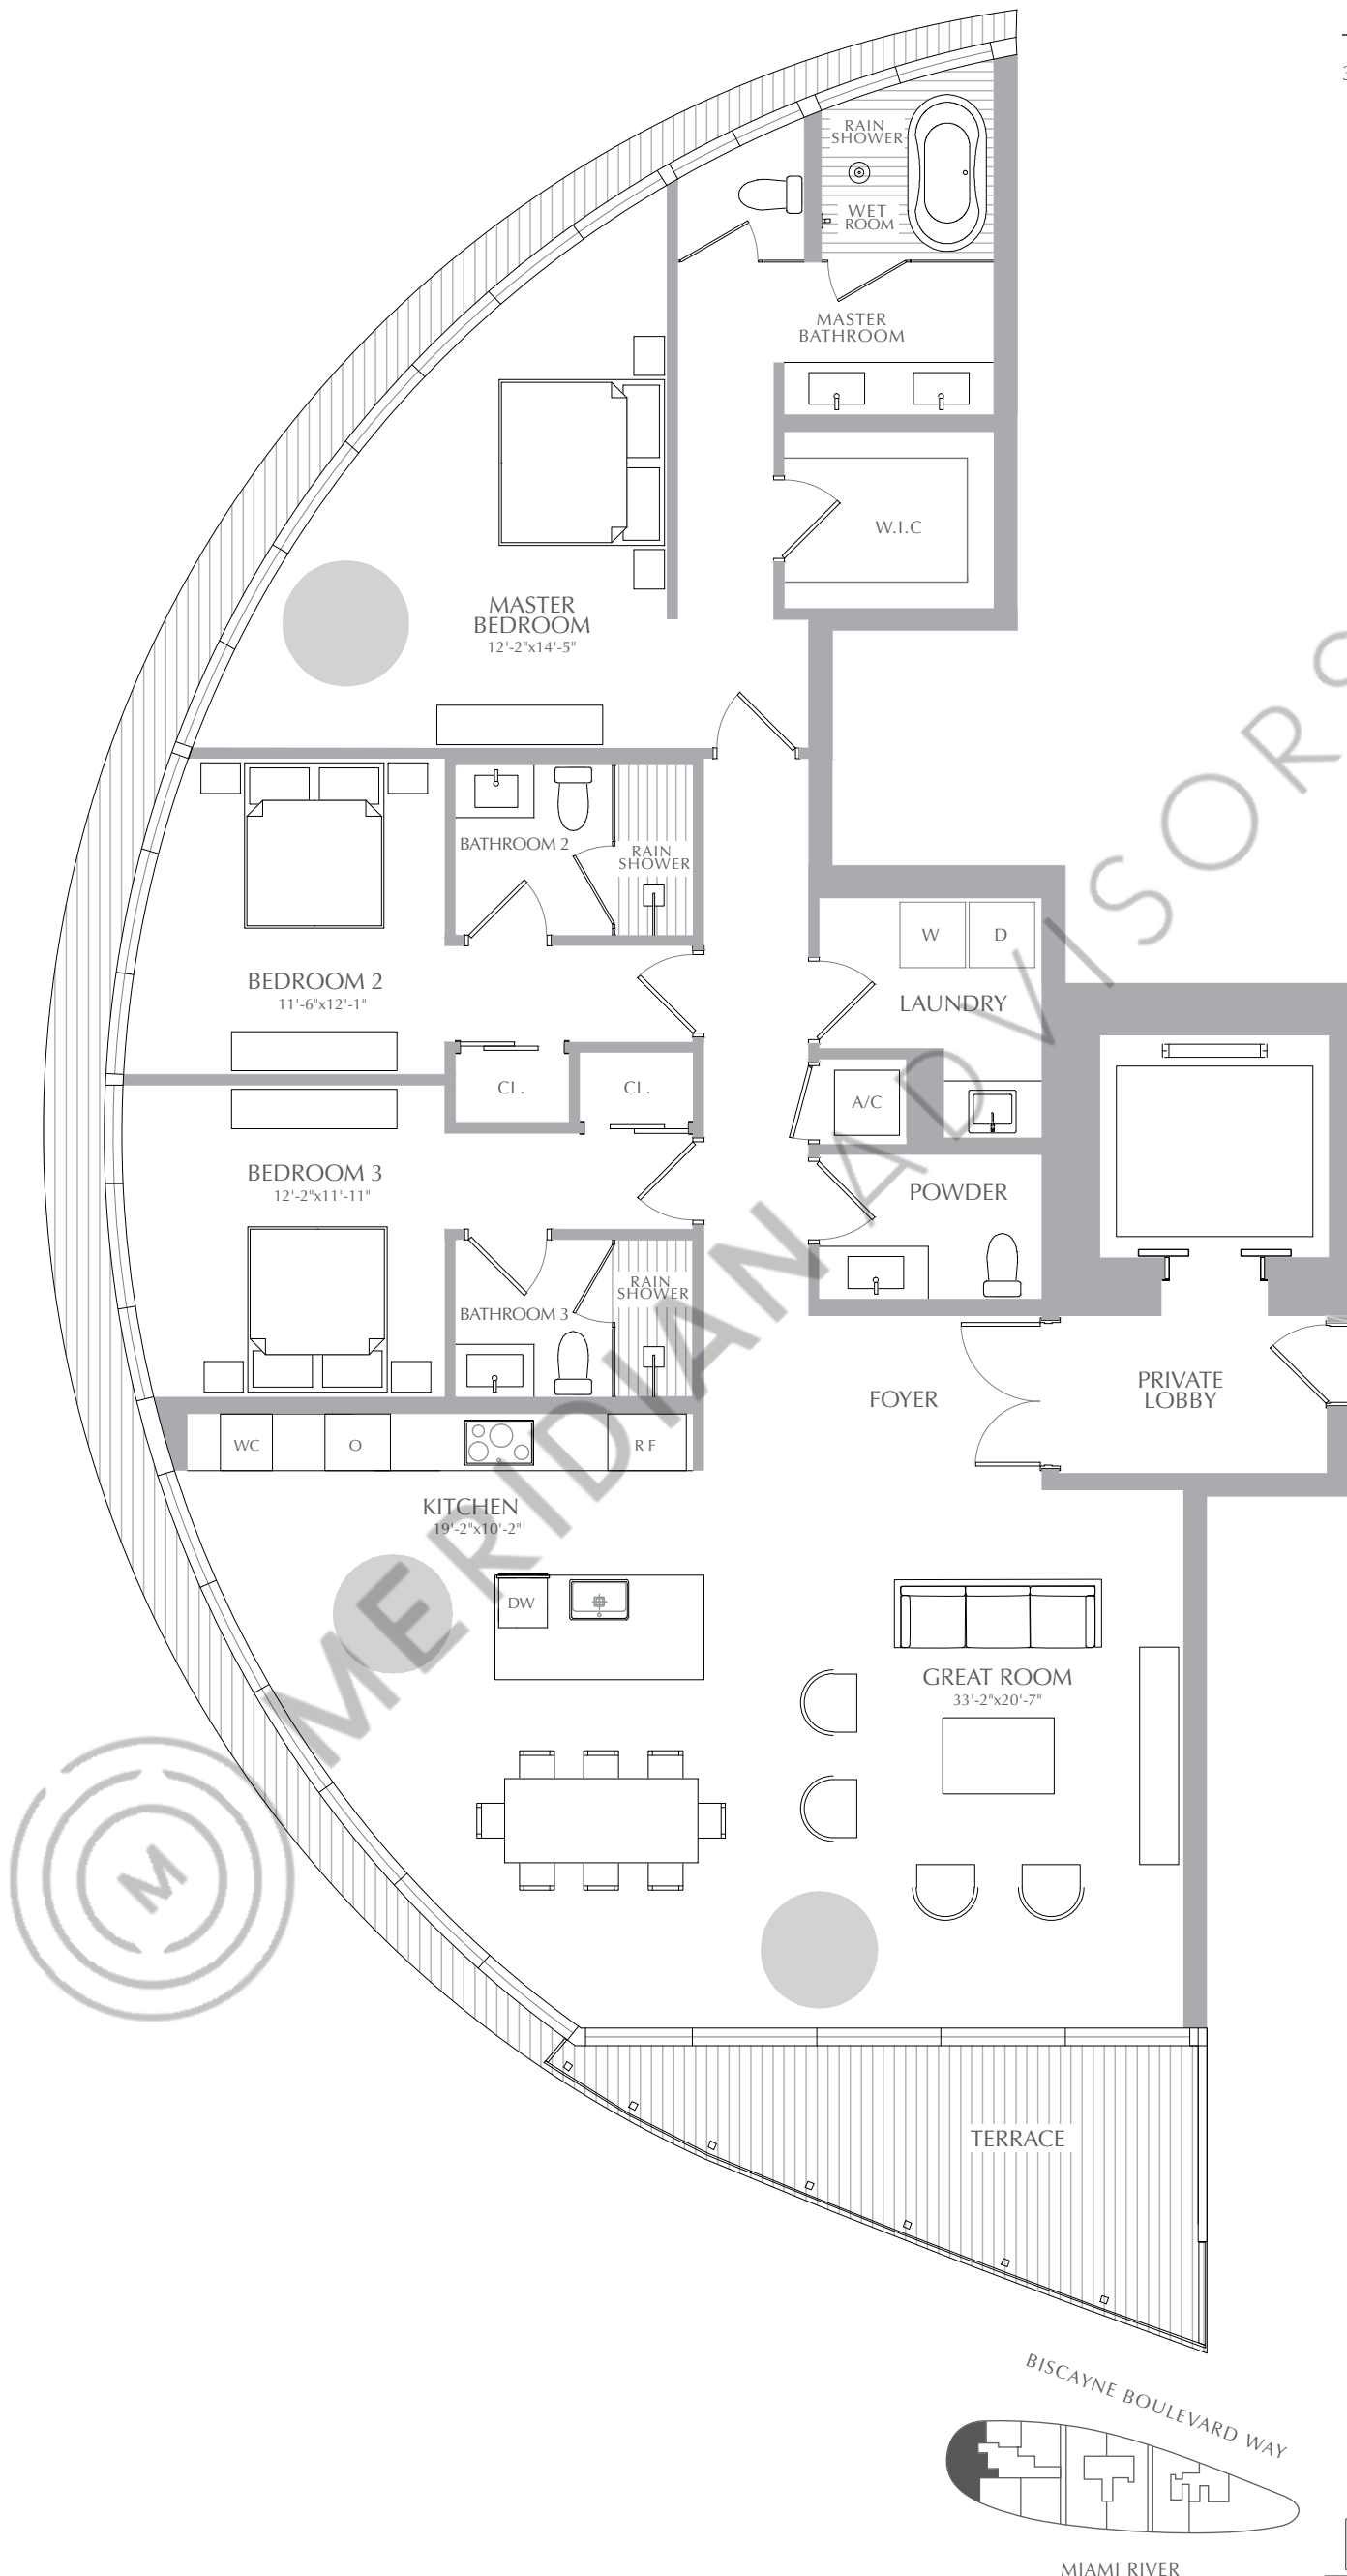 RAIN
SHOWER
WET
ROOM
MASTER
BATHROOM
W.I.C
MASTER
BEDROOM
12'-2"x14'-5"
BATHROOM 2
RAIN
SHOWER
W
D
BEDROOM 2
11'-6"x12'-1"
LAUNDRY
CL.
CL.
A/C
BEDROOM 3
12'-2"x11'-11"
POWDER
RAIN
SHOWER
BATHROOM 3
FOYER
PRIVATE
LOBBY
WC
O
RF
KITCHEN
19'-2"x10'-2"
DW
GREAT ROOM
33'-2"x20'-7"
TERRACE
MERIDIAN ADVISORS
M
BISCAYNE BOULEVARD WAY
MIAMI RIVER